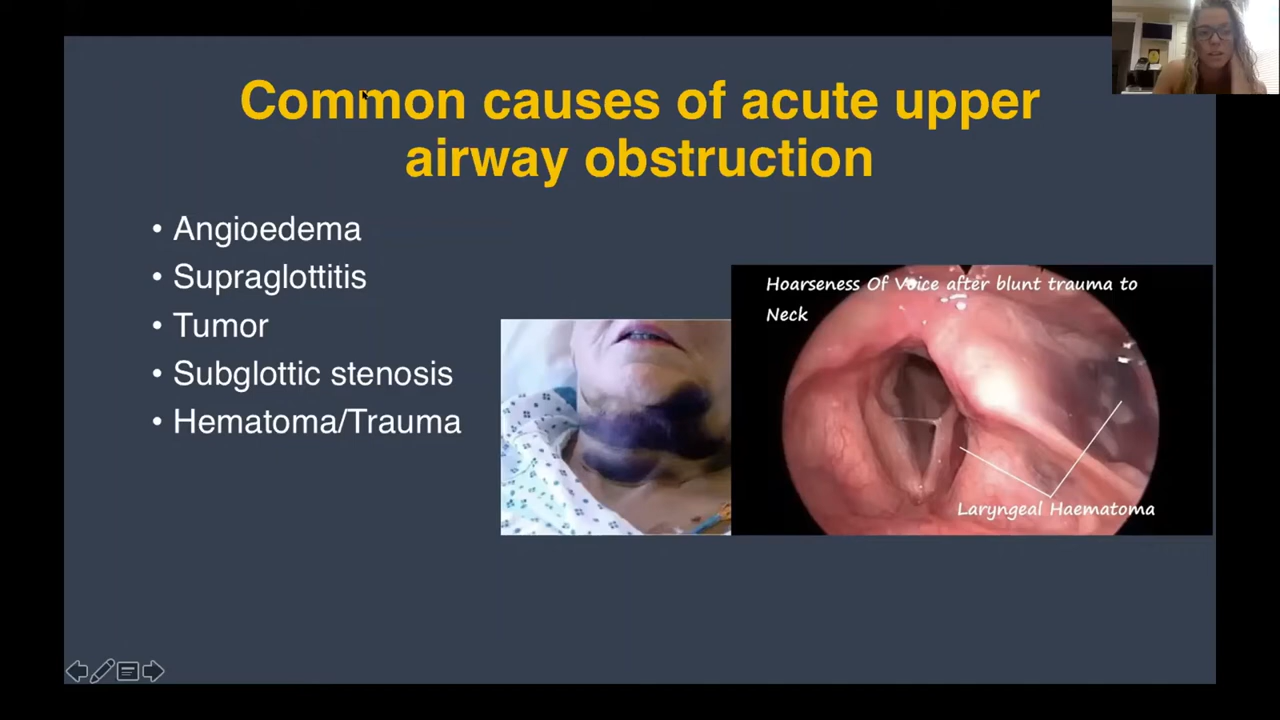 Common causes of acute upper
airway obstruction
• Angioedema
• Supraglottitis
• Tumor
• Subglottic stenosis
• Hematoma/Trauma
Hoarseness Of Voice after blunt trauma to
Neck
Laryngeal Haematoma